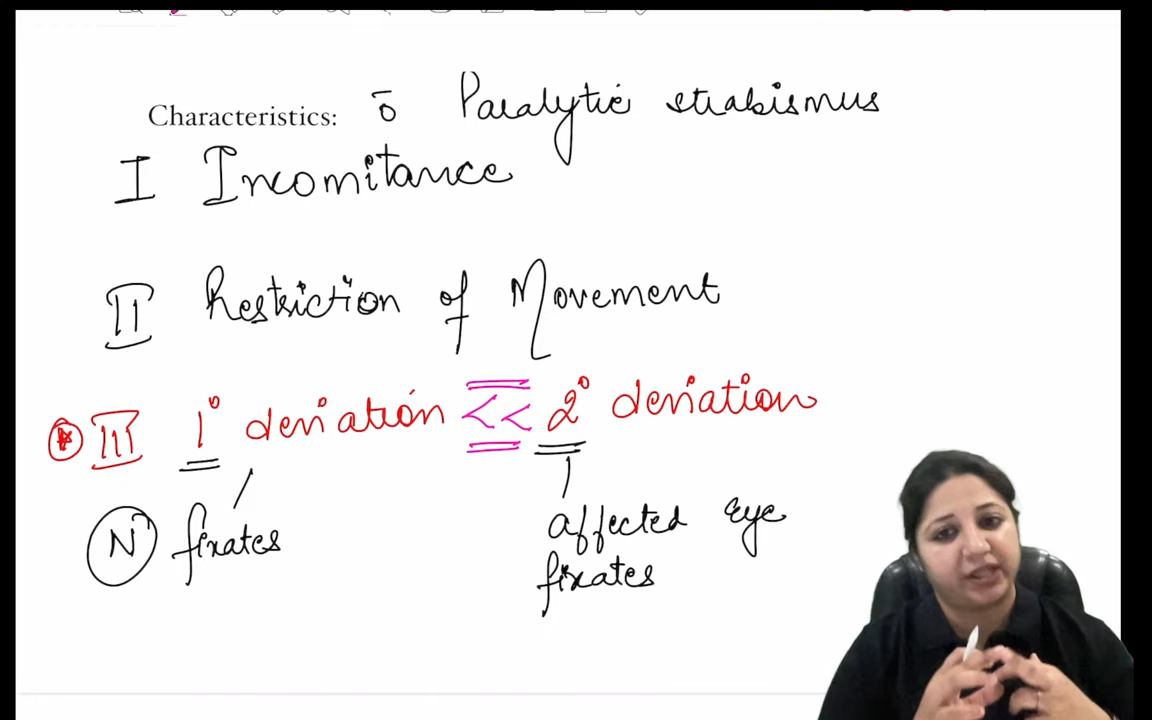 Characteristics: ō Paralytic strabismus
I Incomitance
II Restriction of Movement
III 1° deviation << 2° deviation
N fixates
affected eye
fixates